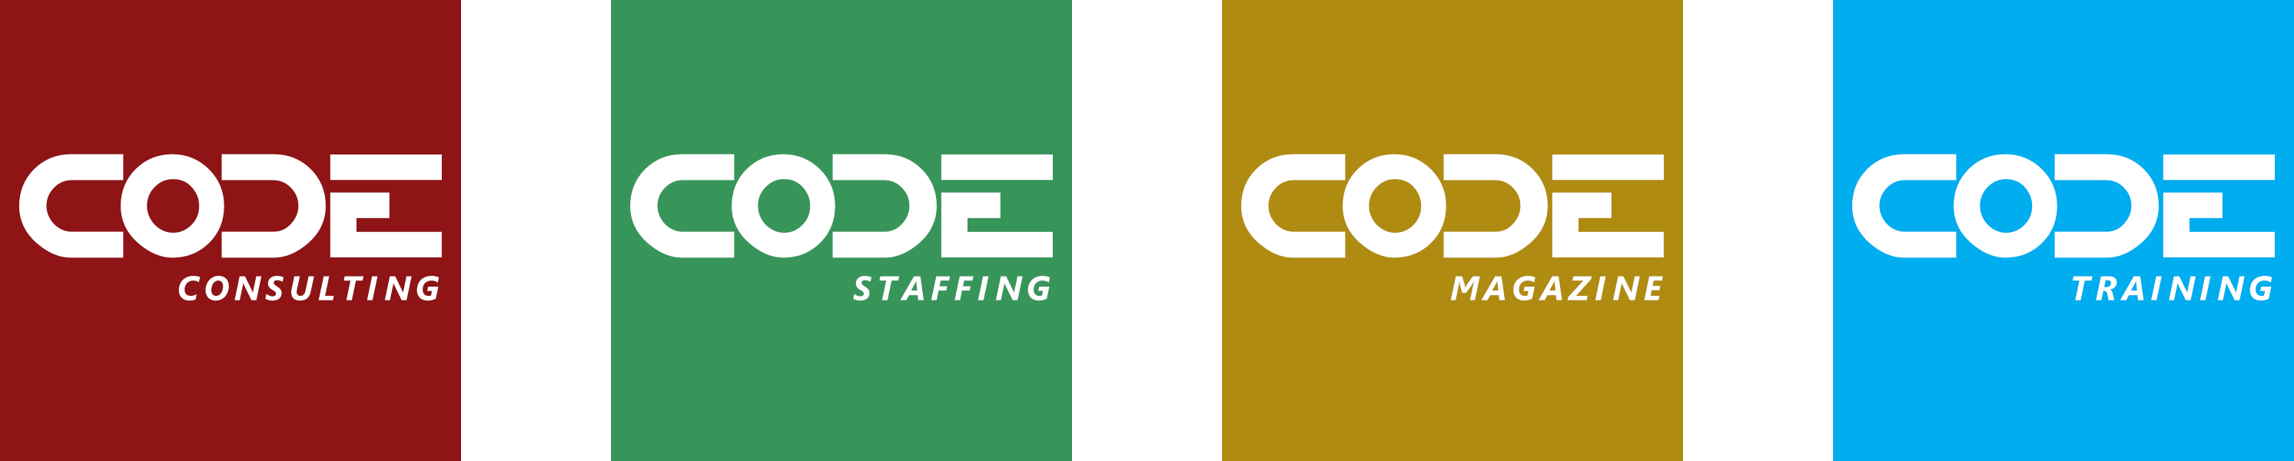 CODE
CONSULTING
CODE
STAFFING
CODE
MAGAZINE
CODE
TRAINING